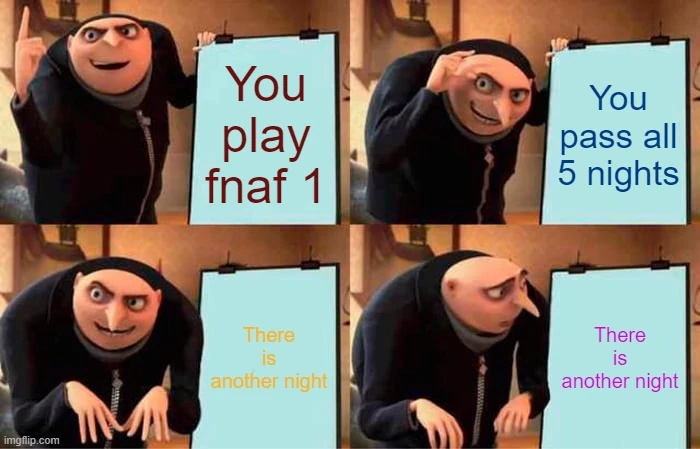 You
play
fnaf 1
You
pass all
5 nights
There
is
another night
There
is
another night
imgflip.com